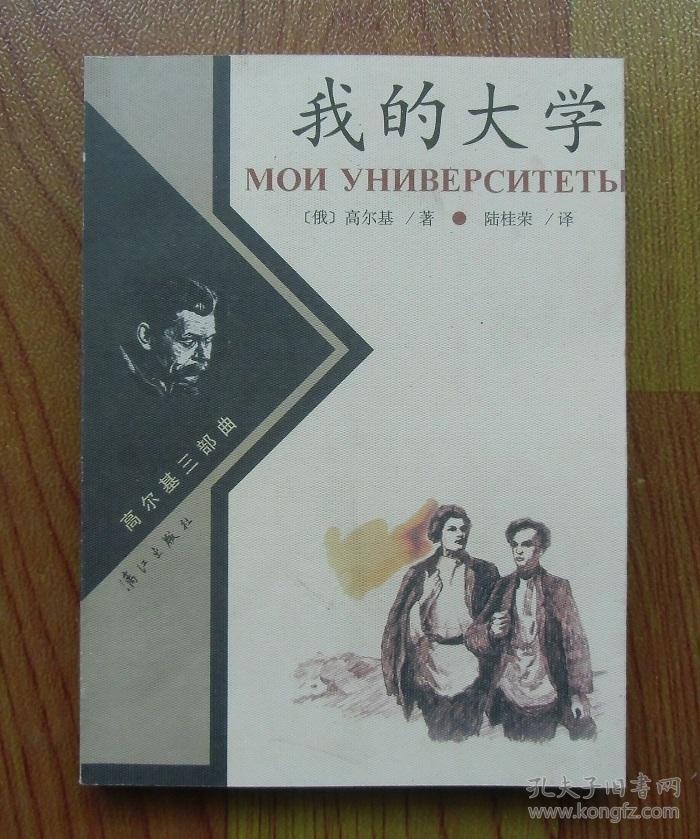 我的大学
МОИ УНИВЕРСИТЕТЫ
〔俄〕高尔基 / 著 ● 陆桂荣 / 译
高尔基三部曲
漓江出版社
孔夫子旧书网
www.kongfz.com